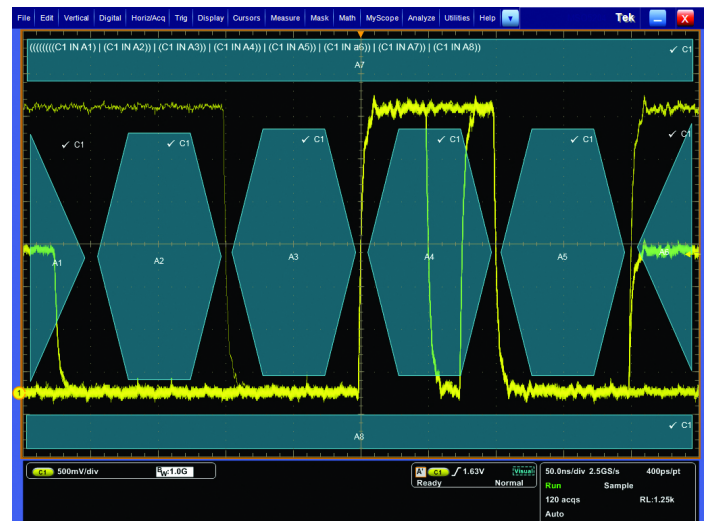 File Edit Vertical Digital Horiz/Acq Trig Display Cursors Measure Mask Math MyScope Analyze Utilities Help Tek X
((((((((C1 IN A1) | (C1 IN A2)) | (C1 IN A3)) | (C1 IN A4)) | (C1 IN A5)) | (C1 IN a6)) | (C1 IN A7)) | (C1 IN A8))
✓ C1
A7
✓ C1
✓ C1
✓ C1
✓ C1
✓ C1
✓ C1
A1
A2
A3
A4
A5
A6
1
✓ C1
A8
C1 500mV/div BW:1.0G
A' C1 1.63V Visual
Ready Normal
50.0ns/div 2.5GS/s 400ps/pt
Run Sample
120 acqs RL:1.25k
Auto